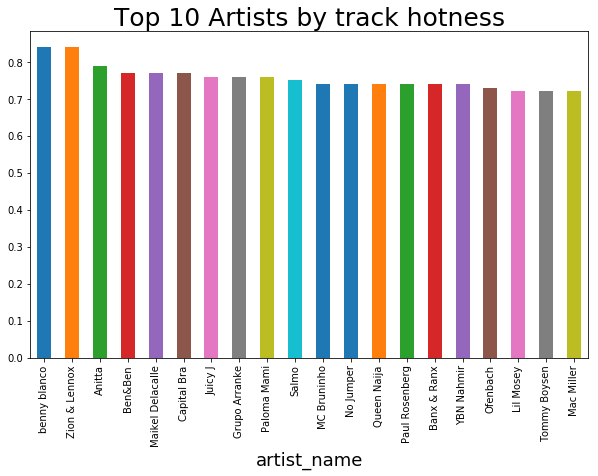 Top 10 Artists by track hotness
0.8
0.7
0.6
0.5
0.4
0.3
0.2
0.1
0.0
benny blanco
Zion & Lennox
Anitta
Ben&Ben
Maikel Delacalle
Capital Bra
Juicy J
Grupo Arranke
Paloma Mami
Salmo
MC Bruninho
No Jumper
Queen Naija
Paul Rosenberg
Banx & Ranx
YBN Nahmir
Ofenbach
Lil Mosey
Tommy Boysen
Mac Miller
artist_name